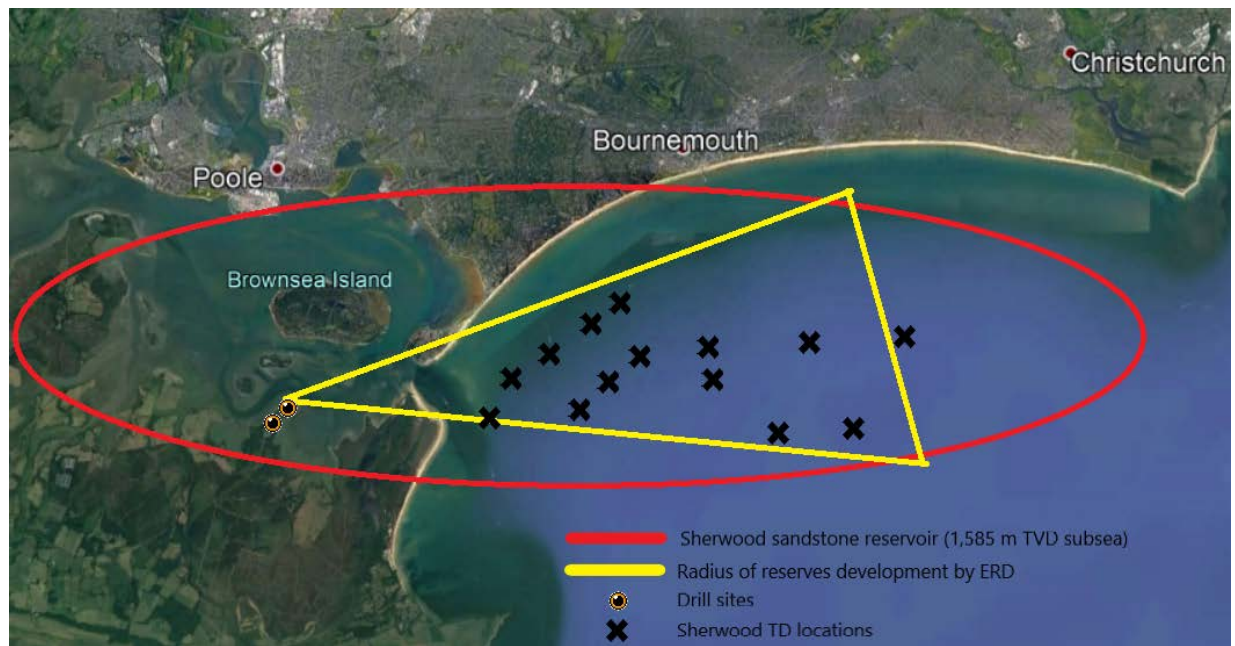 Christchurch
Bournemouth
Poole
Brownsea Island
Sherwood sandstone reservoir (1,585 m TVD subsea)
Radius of reserves development by ERD
Drill sites
Sherwood TD locations